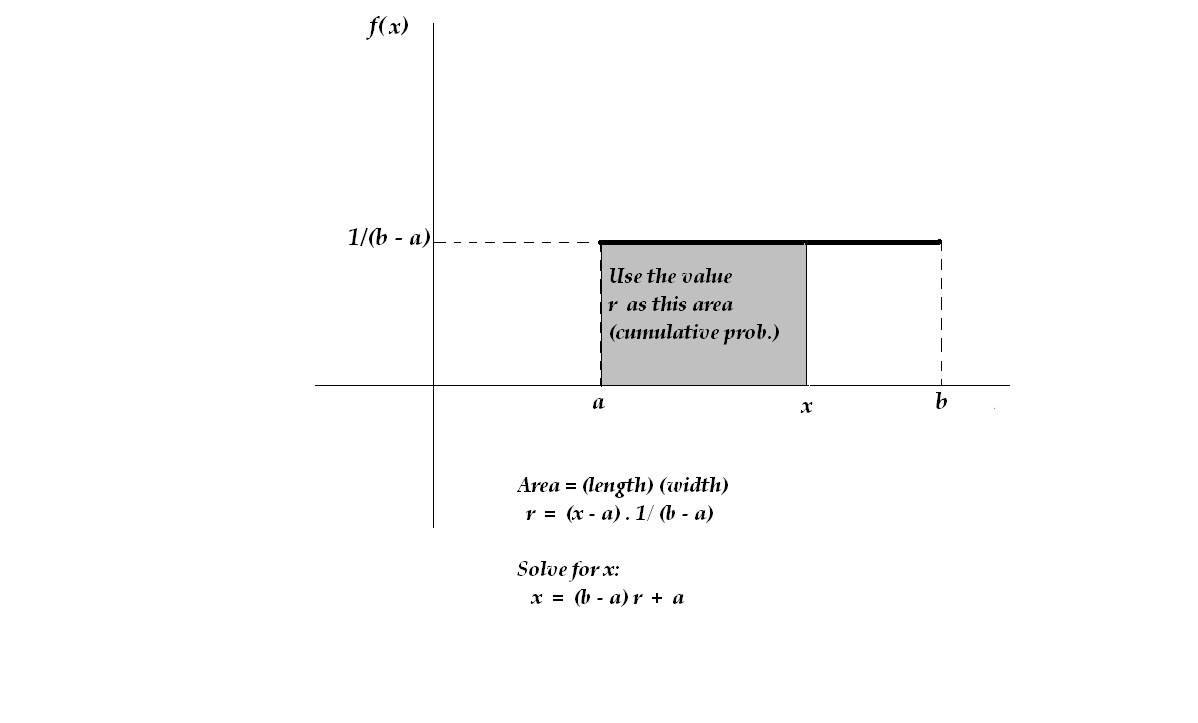 f(x)
1/(b - a)
Use the value
r as this area
(cumulative prob.)
a
x
b
Area = (length) (width)
r = (x - a) . 1/ (b - a)
Solve for x:
x = (b - a) r + a